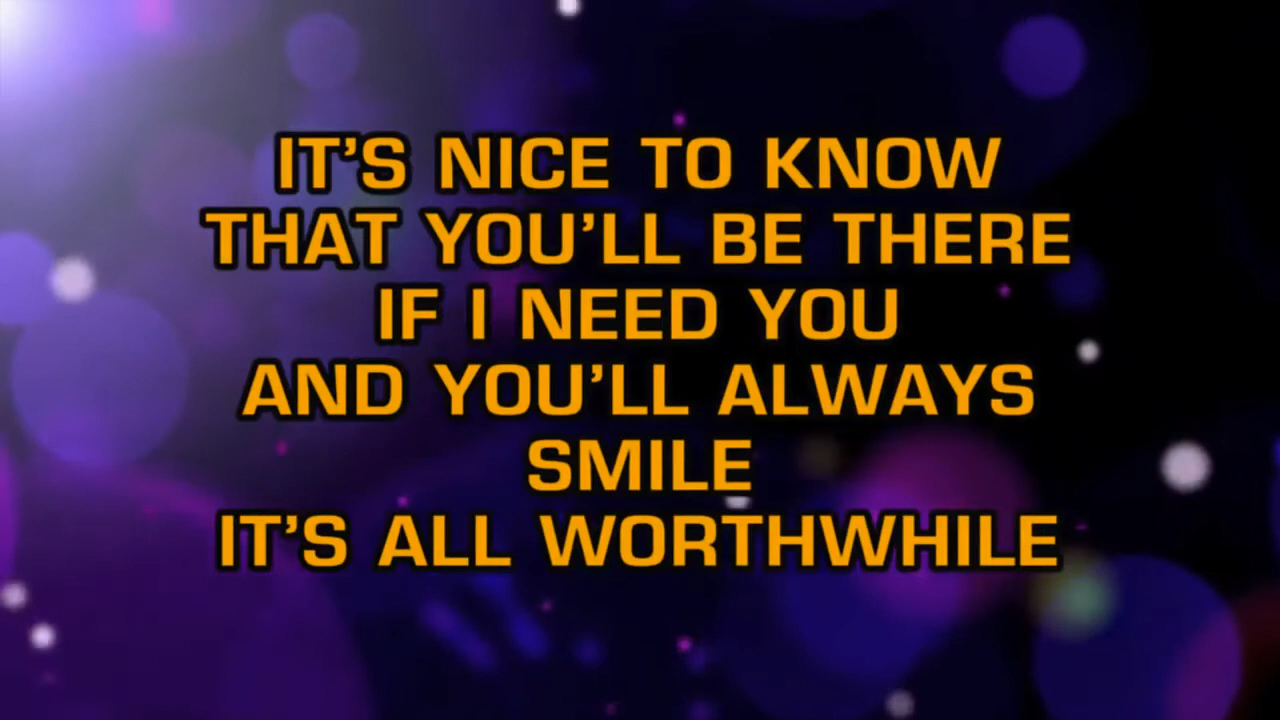 IT'S NICE TO KNOW
THAT YOU'LL BE THERE
IF I NEED YOU
AND YOU'LL ALWAYS
SMILE
IT'S ALL WORTHWHILE